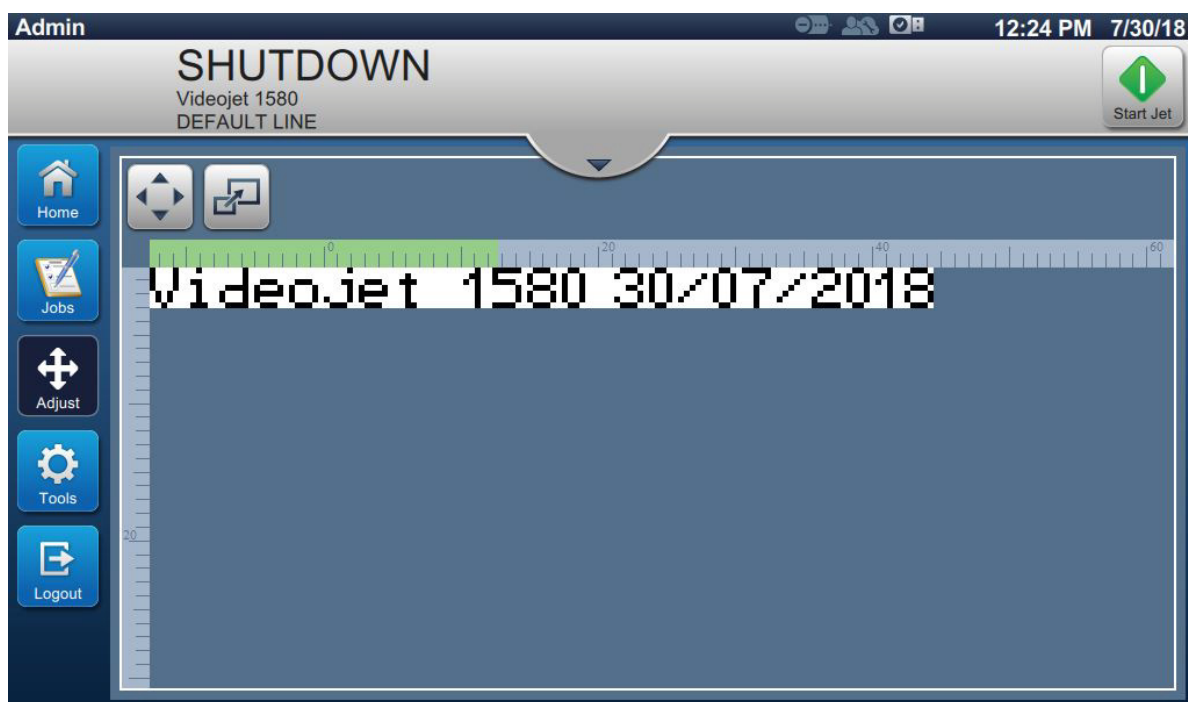 Admin 12:24 PM 7/30/18
SHUTDOWN
Videojet 1580
DEFAULT LINE
Start Jet
Home
Jobs
Adjust
Tools
Logout
0 20 40 60
Videojet 1580 30/07/2018
20